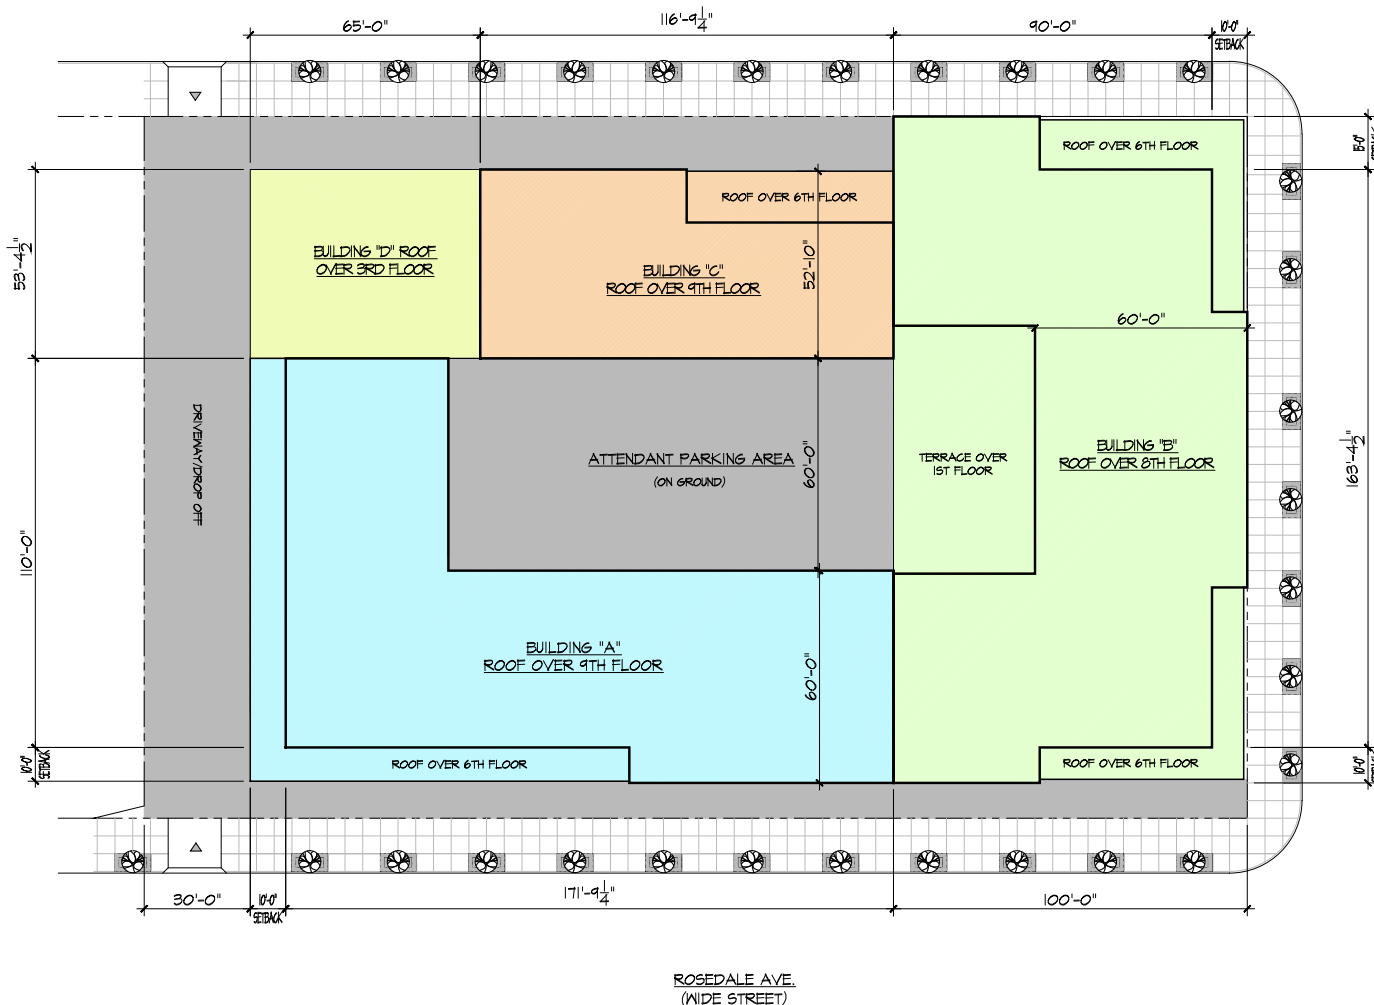 65'-0"
116'-9 1/4"
90'-0"
10'-0"
SETBACK
ROOF OVER 6TH FLOOR
15'-0"
ROOF OVER 6TH FLOOR
53'-4 1/2"
BUILDING "D" ROOF
OVER 3RD FLOOR
BUILDING "C"
ROOF OVER 9TH FLOOR
52'-10"
60'-0"
DRIVEWAY/DROP OFF
ATTENDANT PARKING AREA
(ON GROUND)
60'-0"
TERRACE OVER
1ST FLOOR
BUILDING "B"
ROOF OVER 8TH FLOOR
163'-4 1/2"
110'-0"
BUILDING "A"
ROOF OVER 9TH FLOOR
60'-0"
10'-0"
SETBACK
ROOF OVER 6TH FLOOR
ROOF OVER 6TH FLOOR
10'-0"
30'-0"
10'-0"
SETBACK
171'-9 1/4"
100'-0"
ROSEDALE AVE.
(WIDE STREET)